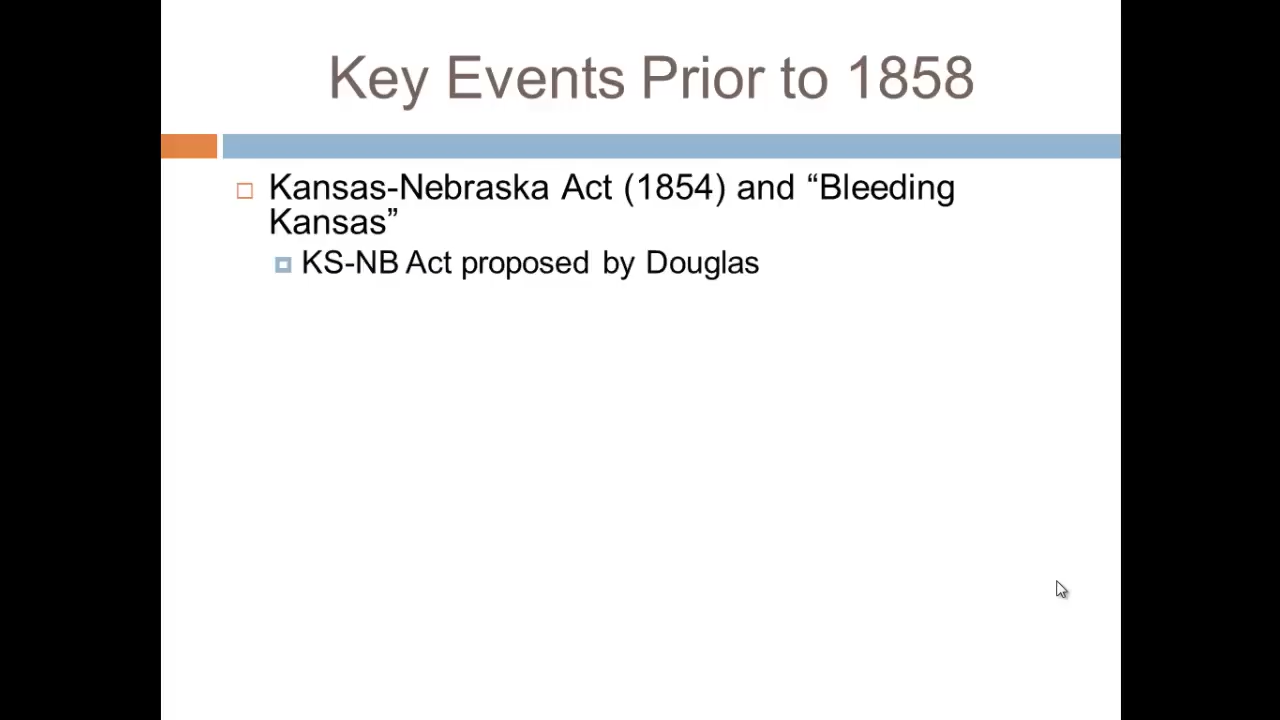 Key Events Prior to 1858
Kansas-Nebraska Act (1854) and “Bleeding
Kansas”
KS-NB Act proposed by Douglas